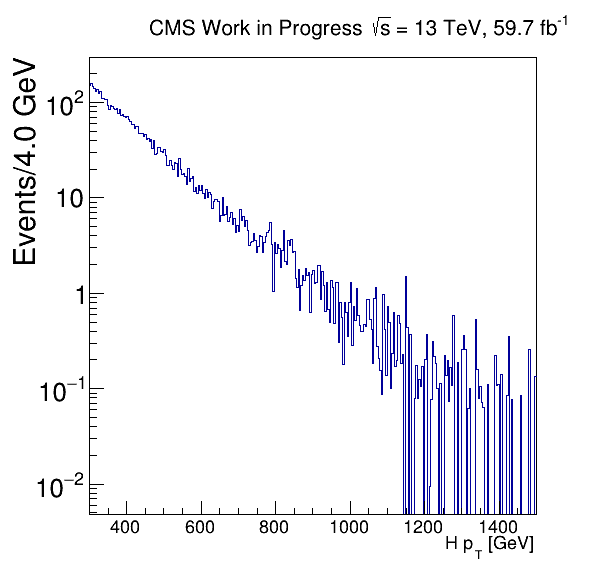 CMS Work in Progress √s = 13 TeV, 59.7 fb⁻¹
Events/4.0 GeV
10²
10
1
10⁻¹
10⁻²
400 600 800 1000 1200 1400
H p_T [GeV]